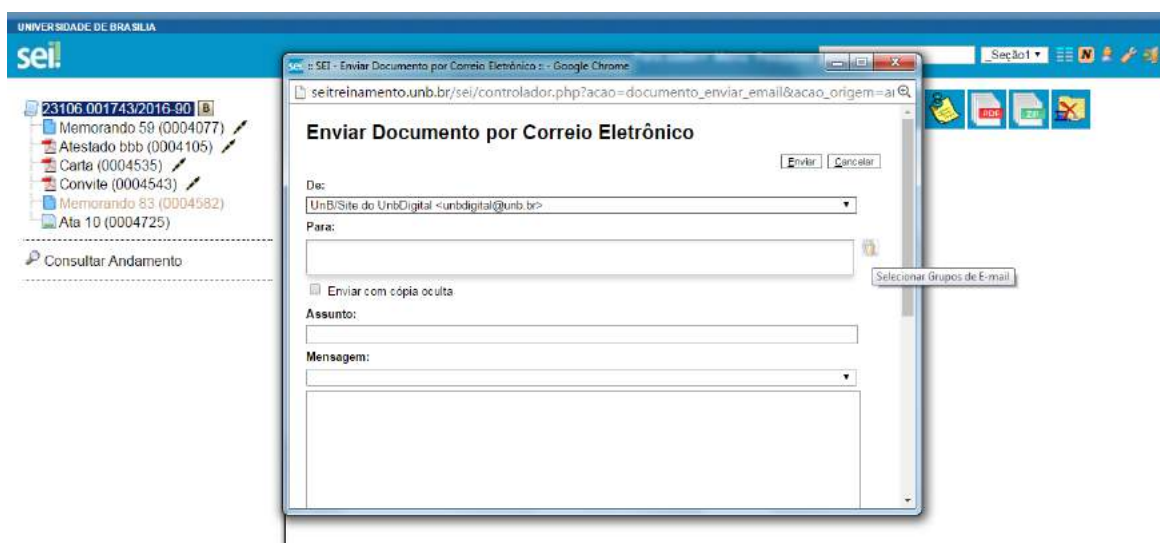 UNIVERSIDADE DE BRASILIA
sei!
_Seção1
N
23106.001743/2016-90 B
Memorando 59 (0004077)
Atestado bbb (0004105)
Carta (0004535)
Convite (0004543)
Memorando 83 (0004582)
Ata 10 (0004725)
Consultar Andamento
sei :: SEI - Enviar Documento por Correio Eletrônico :: - Google Chrome
seitreinamento.unb.br/sei/controlador.php?acao=documento_enviar_email&acao_origem=ar
Enviar Documento por Correio Eletrônico
Enviar Cancelar
De:
UnB/Site do UnbDigital <unbdigital@unb.br>
Para:
Selecionar Grupos de E-mail
Enviar com cópia oculta
Assunto:
Mensagem:
PDF ZIP